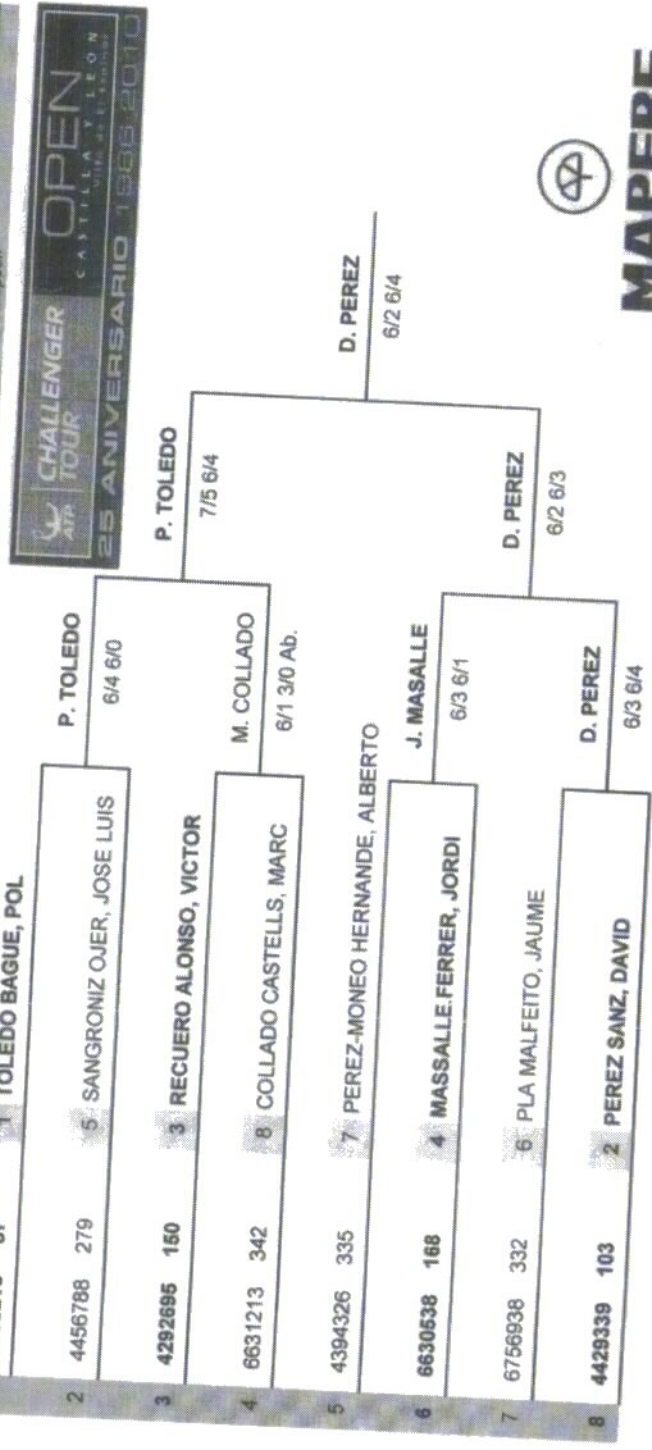 ATP CHALLENGER TOUR
OPEN
CASTILLA Y LEON
25 ANIVERSARIO 1986 2010
1 TOLEDO BAGUE, POL
2 4456788 279 5 SANGRONIZ OJER, JOSE LUIS
3 4292695 150 3 RECUERO ALONSO, VICTOR
4 6631213 342 8 COLLADO CASTELLS, MARC
5 4394326 335 7 PEREZ-MONEO HERNANDE, ALBERTO
6 6630538 168 4 MASSALLE FERRER, JORDI
7 6756938 332 6 PLA MALFEITO, JAUME
8 4429339 103 2 PEREZ SANZ, DAVID
P. TOLEDO
6/4 6/0
M. COLLADO
6/1 3/0 Ab.
J. MASALLE
6/3 6/1
D. PEREZ
6/3 6/4
P. TOLEDO
7/5 6/4
D. PEREZ
6/2 6/3
D. PEREZ
6/2 6/4
MAPFRE